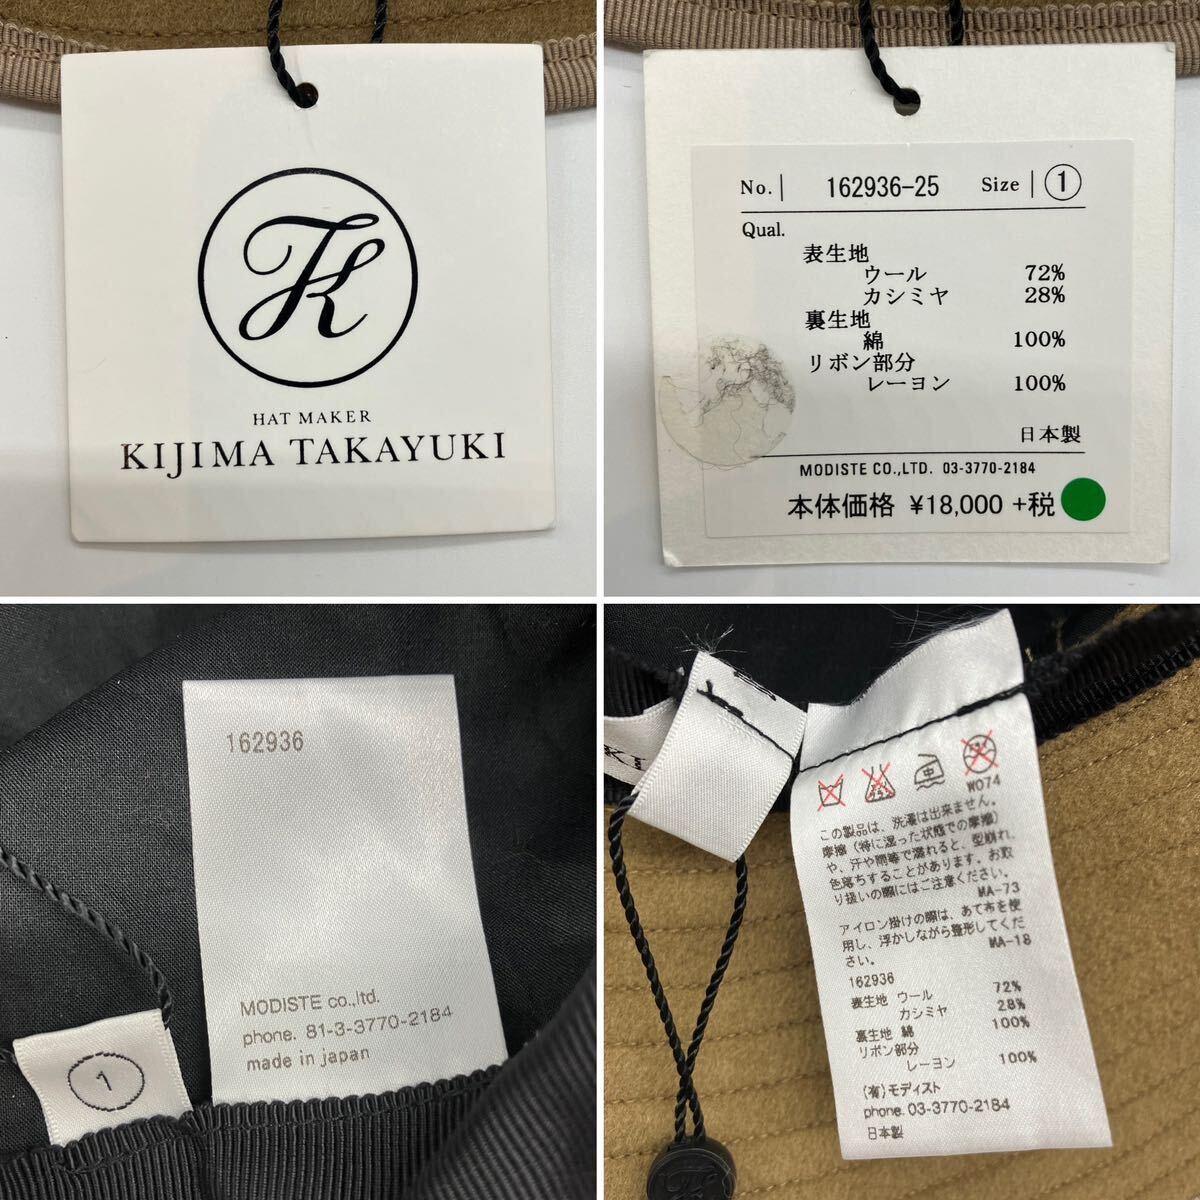 K
HAT MAKER
KIJIMA TAKAYUKI
No. 162936-25 Size 1
Qual.
表生地
ウール 72%
カシミヤ 28%
裏生地
綿 100%
リボン部分
レーヨン 100%
日本製
MODISTE CO.,LTD. 03-3770-2184
本体価格 ¥18,000 +税
162936
MODISTE co.,ltd.
phone. 81-3-3770-2184
made in japan
1
中
W074
この製品は、洗濯は出来ません。
摩擦(特に湿った状態での摩擦)
や、汗や雨等で濡れると、型崩れ、
色落ちすることがあります。お取
り扱いの際にはご注意ください。
MA-73
アイロン掛けの際は、あて布を使
用し、浮かしながら整形してくだ
さい。 MA-18
162936
表生地 ウール 72%
カシミヤ 28%
裏生地 綿 100%
リボン部分
レーヨン 100%
(有)モディスト
phone. 03-3770-2184
日本製